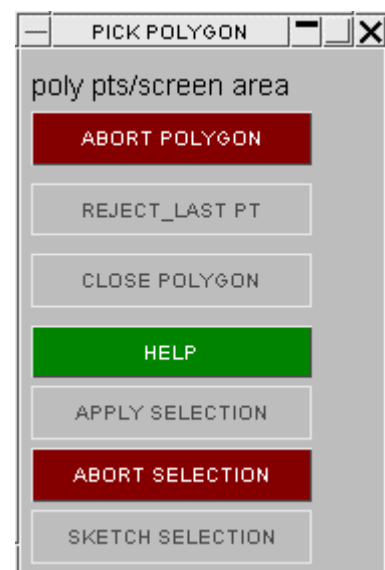 PICK POLYGON
poly pts/screen area
ABORT POLYGON
REJECT_LAST PT
CLOSE POLYGON
HELP
APPLY SELECTION
ABORT SELECTION
SKETCH SELECTION